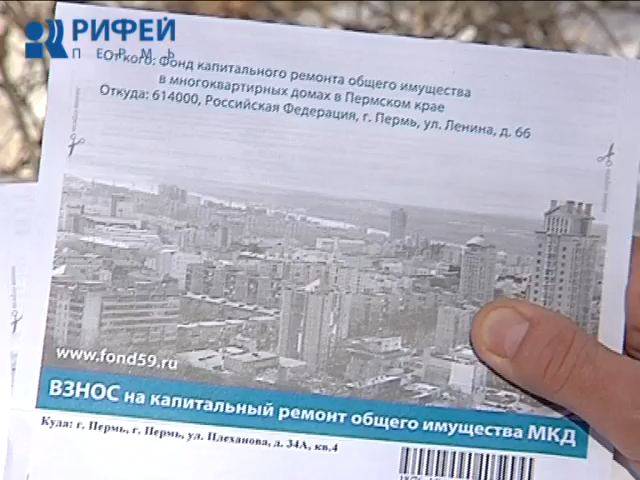 РИФЕЙ
ПЕРМЬ
От кого: Фонд капитального ремонта общего имущества
в многоквартирных домах в Пермском крае
Откуда: 614000, Российская Федерация, г. Пермь, ул. Ленина, д. 66
www.fond59.ru
ВЗНОС на капитальный ремонт общего имущества МКД
Куда: г. Пермь, г. Пермь, ул. Плеханова, д. 34А, кв.4